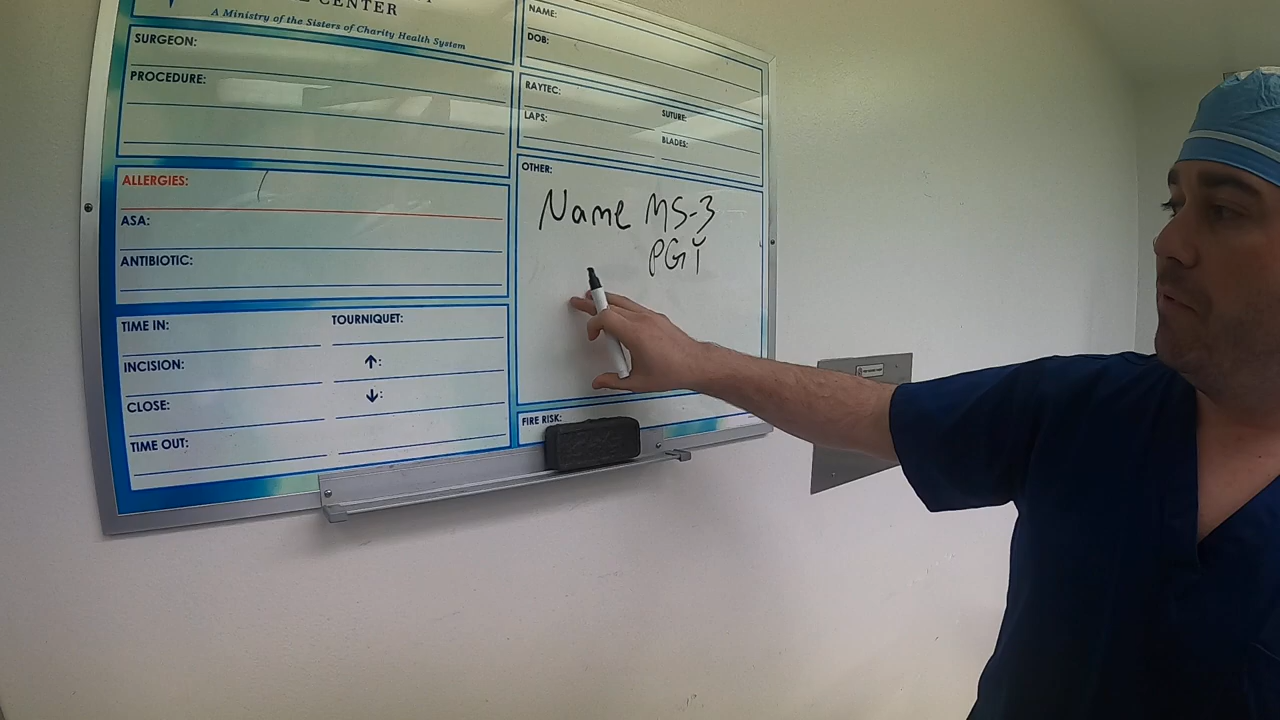 CENTER
A Ministry of the Sisters of Charity Health System
SURGEON:
PROCEDURE:
ALLERGIES:
ASA:
ANTIBIOTIC:
TIME IN:
TOURNIQUET:
INCISION:
↑:
CLOSE:
↓:
TIME OUT:
NAME:
DOB:
RAYTEC:
SUTURE:
LAPS:
BLADES:
OTHER:
Name MS-3
PGY
FIRE RISK: